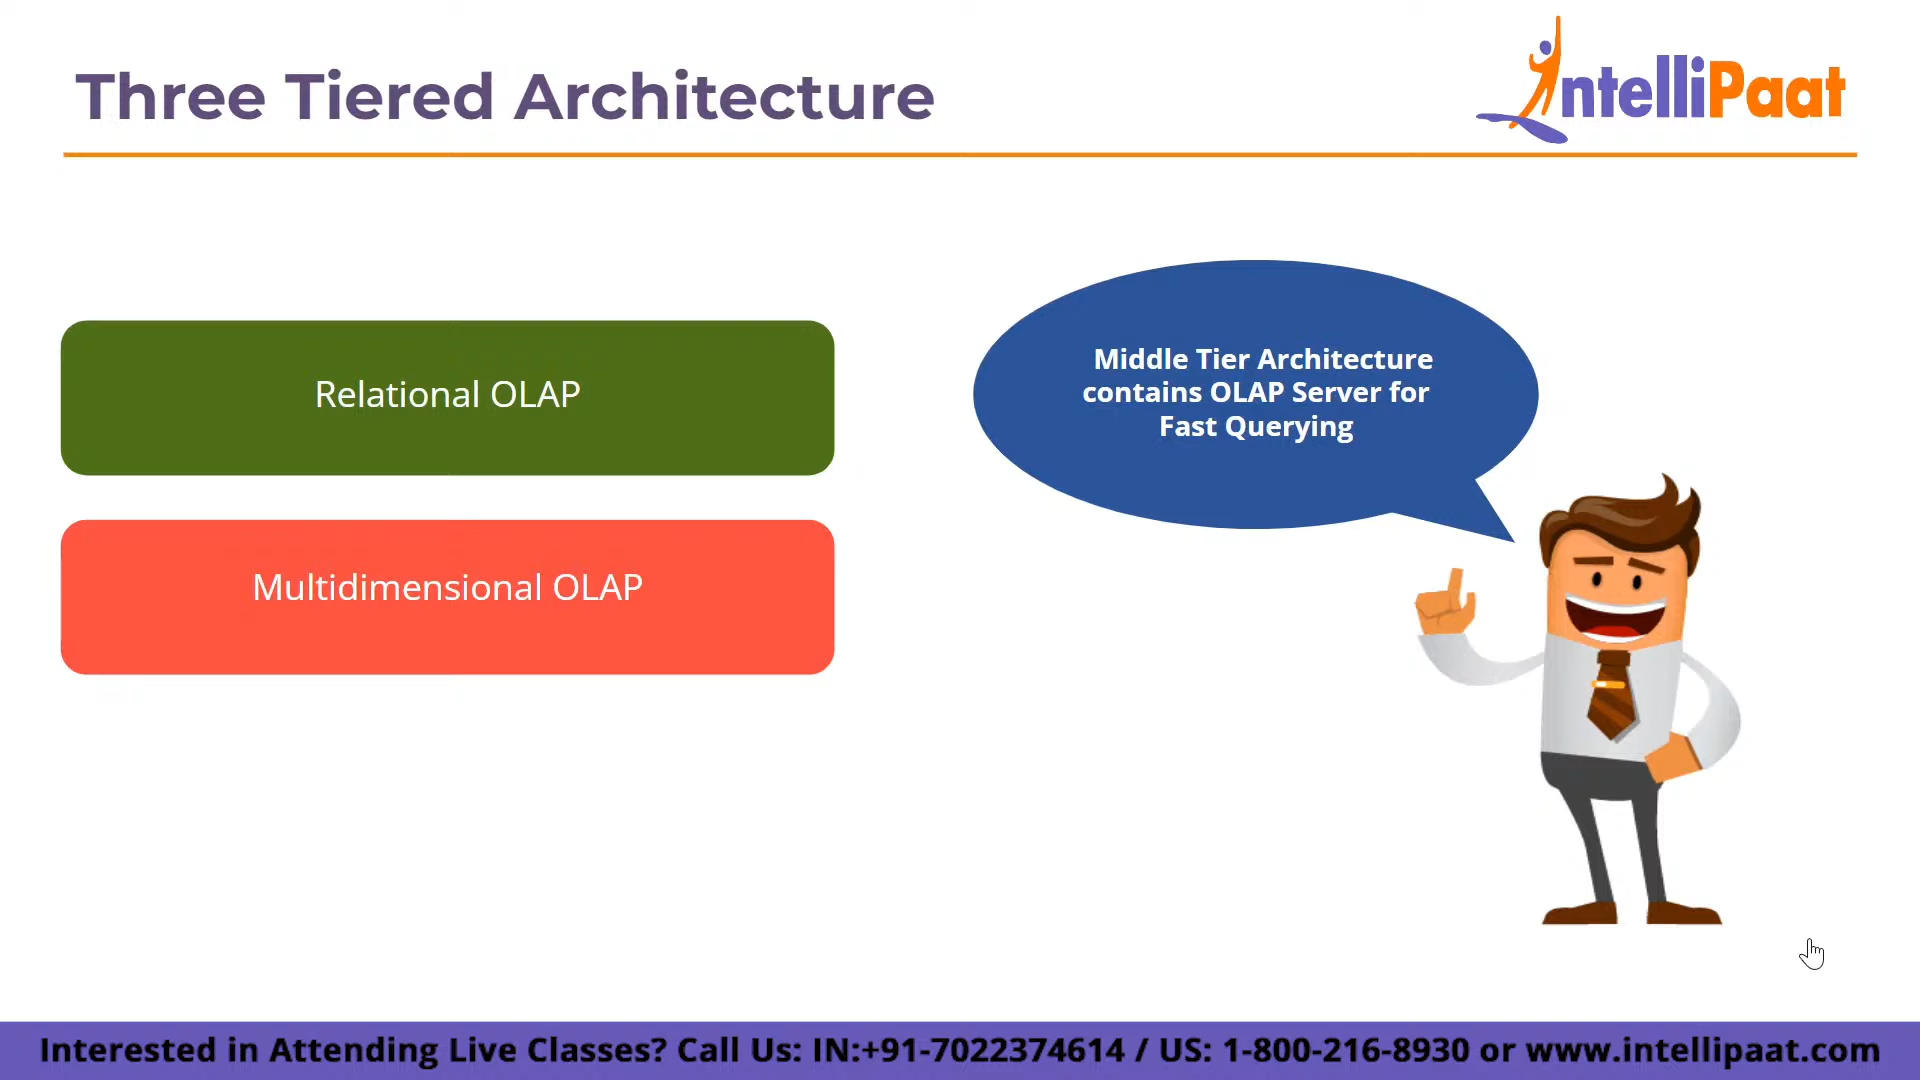 Three Tiered Architecture
IntelliPaat
Relational OLAP
Middle Tier Architecture
contains OLAP Server for
Fast Querying
Multidimensional OLAP
Interested in Attending Live Classes? Call Us: IN:+91-7022374614 / US: 1-800-216-8930 or www.intellipaat.com